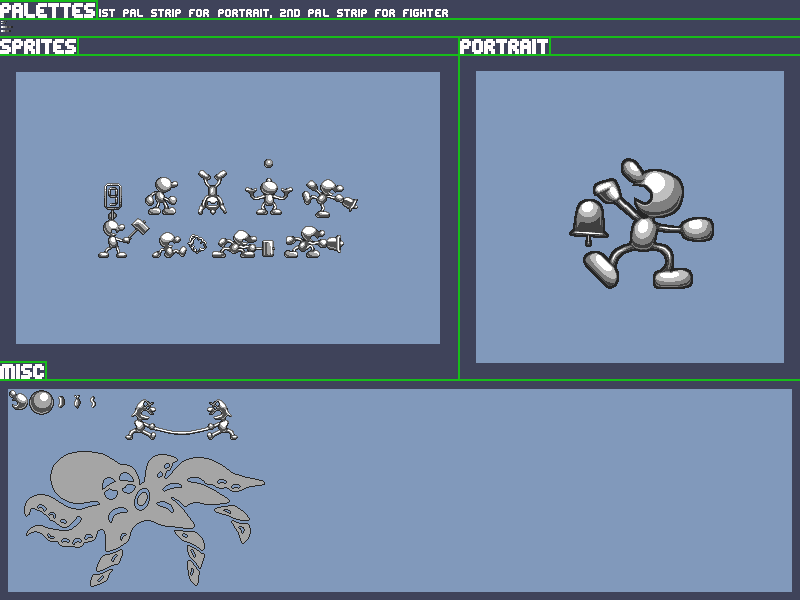 PALETTES 1ST PAL STRIP FOR PORTRAIT, 2ND PAL STRIP FOR FIGHTER
SPRITES PORTRAIT
MISC